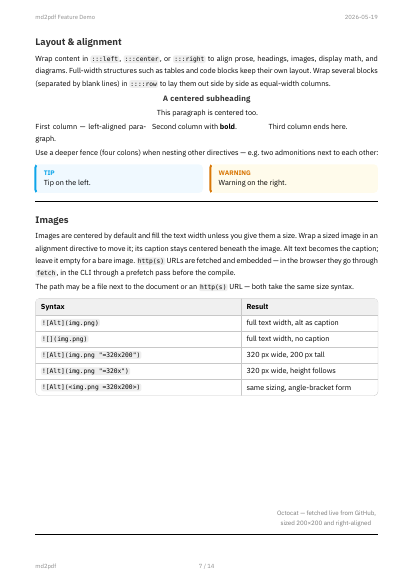 md2pdf Feature Demo 2026-05-19
Layout & alignment
Wrap content in :::left, :::center, or :::right to align prose, headings, images, display math, and
diagrams. Full-width structures such as tables and code blocks keep their own layout. Wrap several blocks
(separated by blank lines) in ::::row to lay them out side by side as equal-width columns.
A centered subheading
This paragraph is centered too.
First column — left-aligned para- Second column with bold. Third column ends here.
graph.
Use a deeper fence (four colons) when nesting other directives — e.g. two admonitions next to each other:
TIP
Tip on the left.
WARNING
Warning on the right.
Images
Images are centered by default and fill the text width unless you give them a size. Wrap a sized image in an
alignment directive to move it; its caption stays centered beneath the image. Alt text becomes the caption;
leave it empty for a bare image. http(s) URLs are fetched and embedded — in the browser they go through
fetch, in the CLI through a prefetch pass before the compile.
The path may be a file next to the document or an http(s) URL — both take the same size syntax.
Syntax Result
![Alt](img.png) full text width, alt as caption
![](img.png) full text width, no caption
![Alt](img.png "=320x200") 320 px wide, 200 px tall
![Alt](img.png "=320x") 320 px wide, height follows
![Alt](<img.png =320x200>) same sizing, angle-bracket form
Octocat — fetched live from GitHub,
sized 200×200 and right-aligned
md2pdf 7 / 14